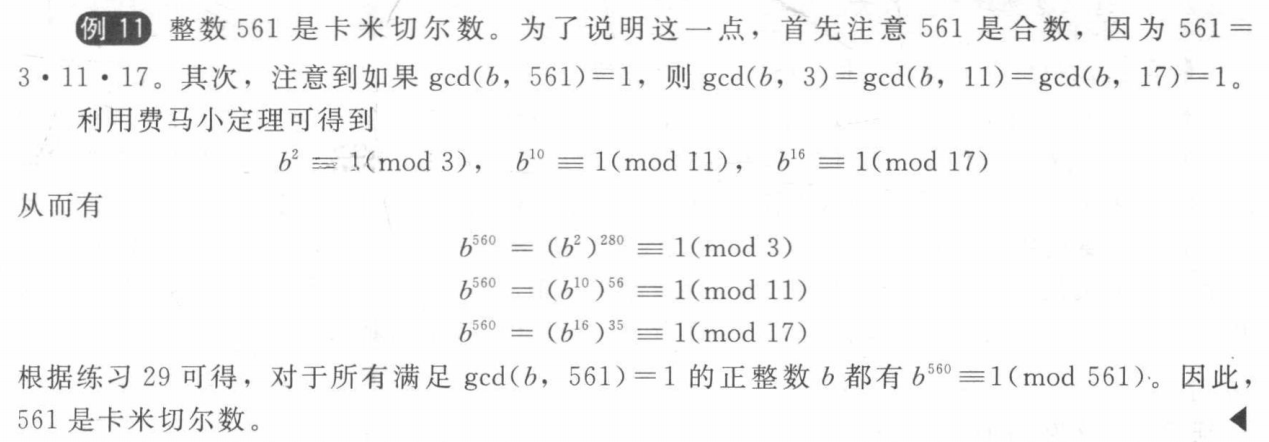 例 11 整数 561 是卡米切尔数。为了说明这一点，首先注意 561 是合数，因为 561＝
3·11·17。其次，注意到如果 gcd(b, 561)＝1，则 gcd(b, 3)＝gcd(b, 11)＝gcd(b, 17)＝1。
利用费马小定理可得到
b² ≡ 1(mod 3), b¹⁰ ≡ 1(mod 11), b¹⁶ ≡ 1(mod 17)
从而有
b⁵⁶⁰ = (b²)²⁸⁰ ≡ 1(mod 3)
b⁵⁶⁰ = (b¹⁰)⁵⁶ ≡ 1(mod 11)
b⁵⁶⁰ = (b¹⁶)³⁵ ≡ 1(mod 17)
根据练习 29 可得，对于所有满足 gcd(b, 561)＝1 的正整数 b 都有 b⁵⁶⁰≡1(mod 561)。因此，
561 是卡米切尔数。 ◀